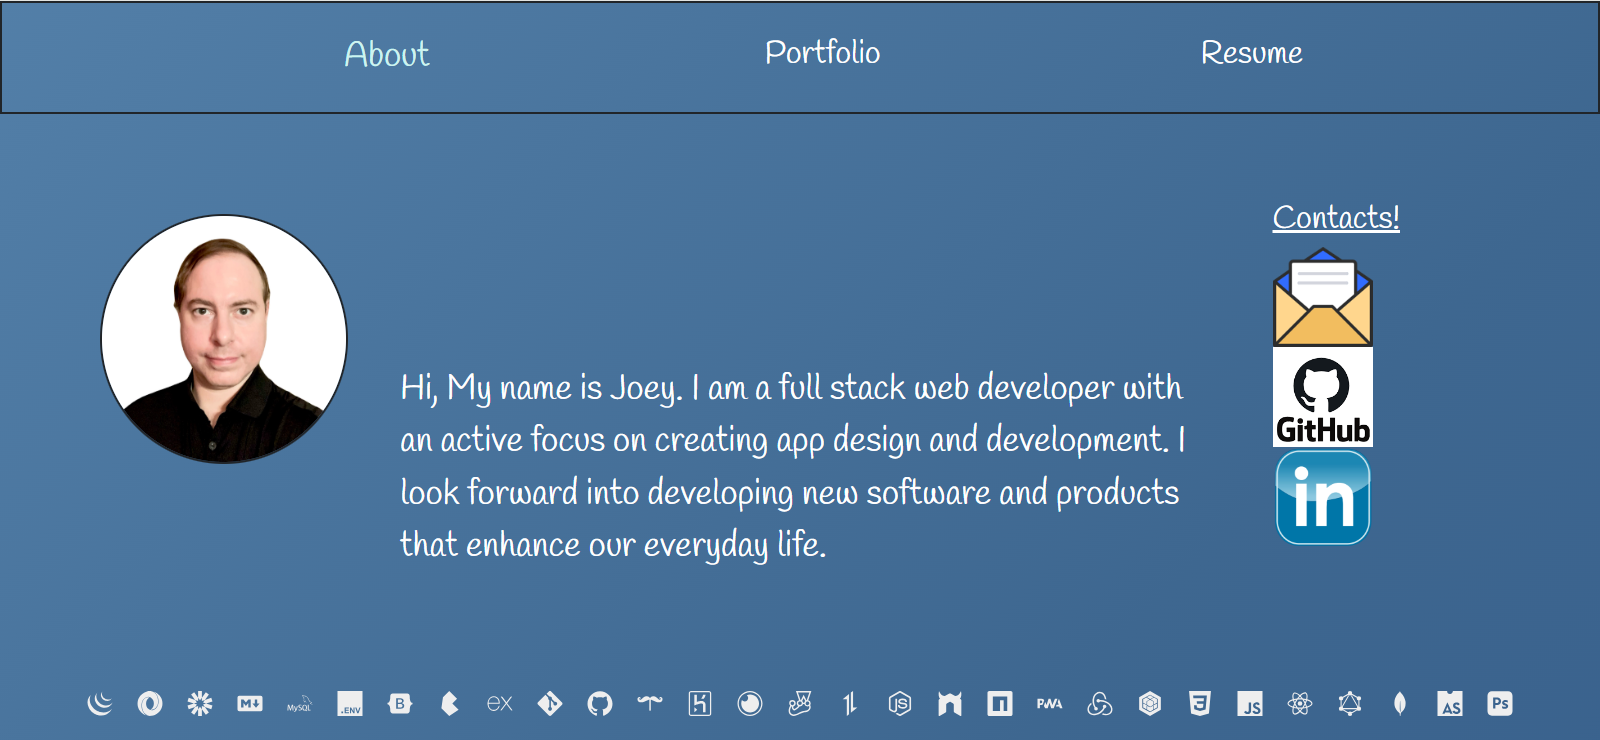 About
Portfolio
Resume
Contacts!
GitHub
in
Hi, My name is Joey. I am a full stack web developer with
an active focus on creating app design and development. I
look forward into developing new software and products
that enhance our everyday life.
M MySQL .ENV B ex JS PWA JS AS Ps